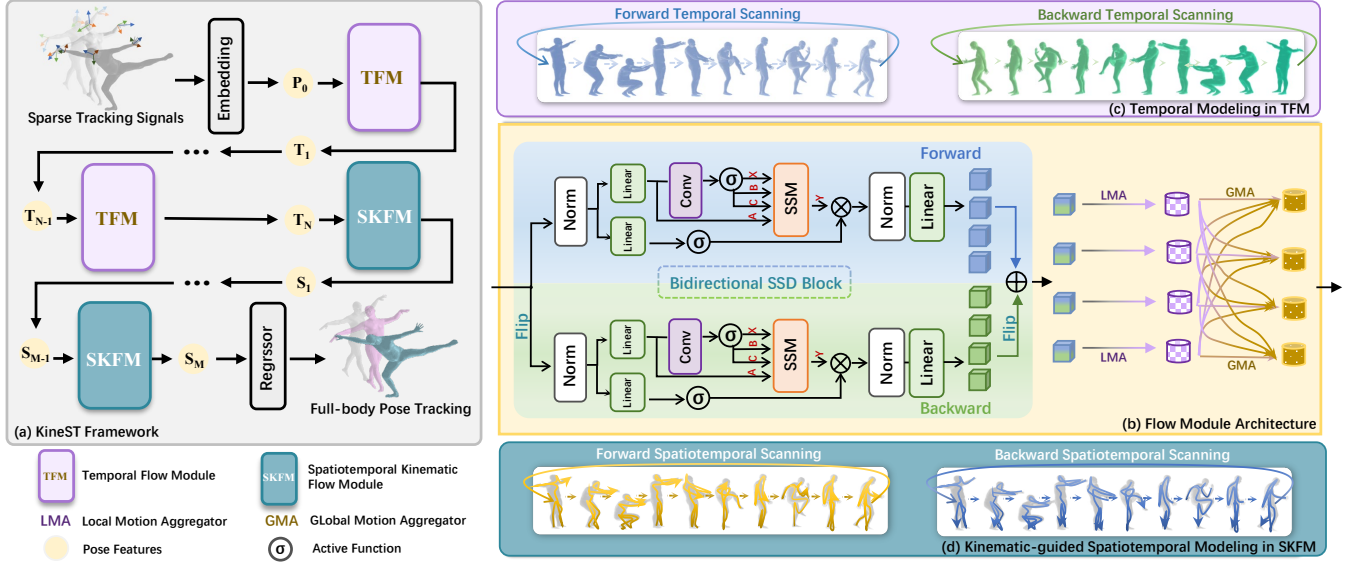 Sparse Tracking Signals
Embedding
P0
TFM
T1
...
TN-1
TFM
TN
SKFM
S1
...
SM-1
SKFM
SM
Regrssor
Full-body Pose Tracking
(a) KineST Framework
TFM
Temporal Flow Module
SKFM
Spatiotemporal Kinematic
Flow Module
LMA
Local Motion Aggregator
GMA
GLobal Motion Aggregator
Pose Features
σ
Active Function
Forward Temporal Scanning
Backward Temporal Scanning
(c) Temporal Modeling in TFM
Forward
Norm
Linear
Linear
Conv
σ
σ
X
B
C
A
SSM
Y
Norm
Linear
Bidirectional SSD Block
Flip
Norm
Linear
Linear
Conv
σ
σ
X
B
C
A
SSM
Y
Norm
Linear
Flip
Backward
LMA
GMA
LMA
GMA
(b) Flow Module Architecture
Forward Spatiotemporal Scanning
Backward Spatiotemporal Scanning
(d) Kinematic-guided Spatiotemporal Modeling in SKFM